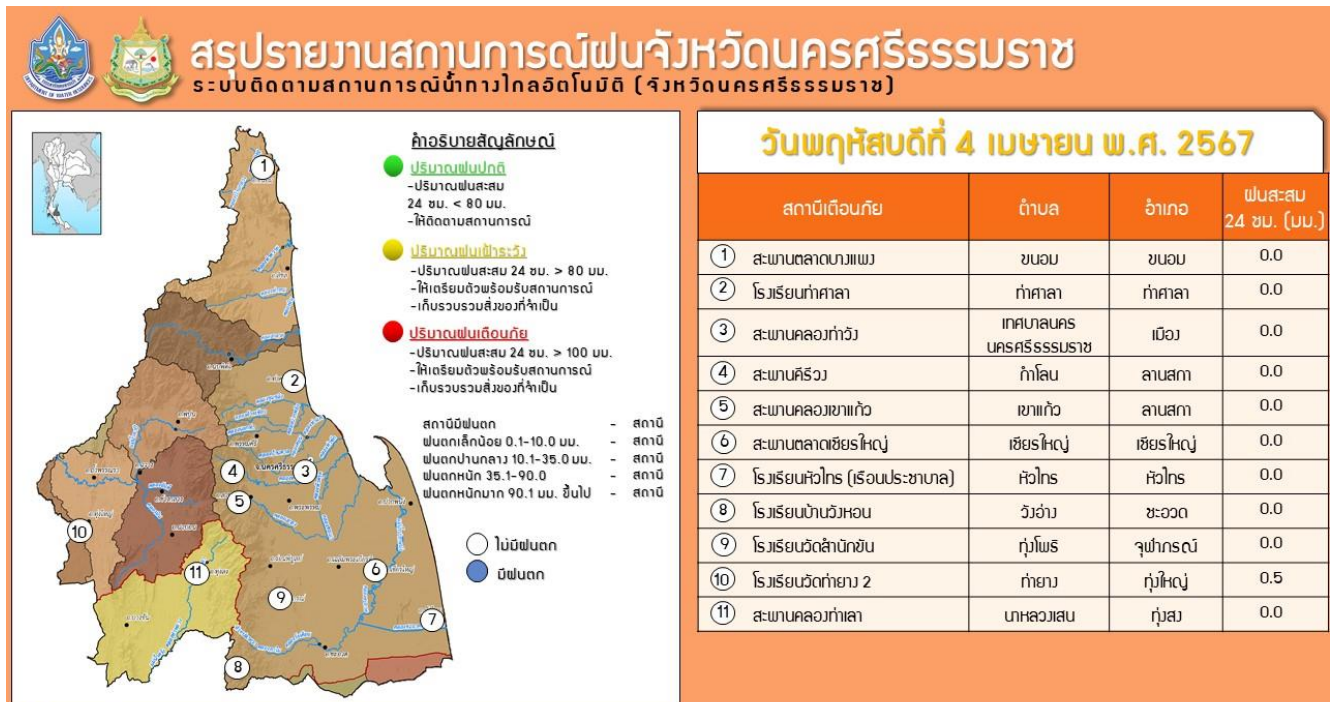 สรุปรายงานสถานการณ์ฝนจังหวัดนครศรีธรรมราช
ระบบติดตามสถานการณ์น้ำทางไกลอัตโนมัติ (จังหวัดนครศรีธรรมราช)
คำอธิบายสัญลักษณ์
ปริมาณฝนปกติ
-ปริมาณฝนสะสม
24 ชม. < 80 มม.
-ให้ติดตามสถานการณ์
ปริมาณฝนเฝ้าระวัง
-ปริมาณฝนสะสม 24 ชม. > 80 มม.
-ให้เตรียมตัวพร้อมรับสถานการณ์
-เก็บรวบรวมสิ่งของที่จำเป็น
ปริมาณฝนเตือนภัย
-ปริมาณฝนสะสม 24 ชม. > 100 มม.
-ให้เตรียมตัวพร้อมรับสถานการณ์
-เก็บรวบรวมสิ่งของที่จำเป็น
สถานีมีฝนตก - สถานี
ฝนตกเล็กน้อย 0.1-10.0 มม. - สถานี
ฝนตกปานกลาง 10.1-35.0 มม. - สถานี
ฝนตกหนัก 35.1-90.0 - สถานี
ฝนตกหนักมาก 90.1 มม. ขึ้นไป - สถานี
ไม่มีฝนตก
มีฝนตก
1
2
3
4
5
6
7
8
9
10
11
วันพฤหัสบดีที่ 4 เมษายน พ.ศ. 2567
สถานีเตือนภัย ตำบล อำเภอ ฝนสะสม 24 ชม. (มม.)
1 สะพานตลาดบางแพง ขนอม ขนอม 0.0
2 โรงเรียนท่าศาลา ท่าศาลา ท่าศาลา 0.0
3 สะพานคลองท่าวัง เทศบาลนครนครศรีธรรมราช เมือง 0.0
4 สะพานคีรีวง กำโลน ลานสกา 0.0
5 สะพานคลองเขาแก้ว เขาแก้ว ลานสกา 0.0
6 สะพานตลาดเชียรใหญ่ เชียรใหญ่ เชียรใหญ่ 0.0
7 โรงเรียนหัวไทร (เรือนประชาบาล) หัวไทร หัวไทร 0.0
8 โรงเรียนบ้านวังหอน วังอ่าง ชะอวด 0.0
9 โรงเรียนวัดสำนักขัน ทุ่งโพธิ จุฬาภรณ์ 0.0
10 โรงเรียนวัดท่ายาง 2 ท่ายาง ทุ่งใหญ่ 0.5
11 สะพานคลองท่าเลา นาหลวงเสน ทุ่งสง 0.0